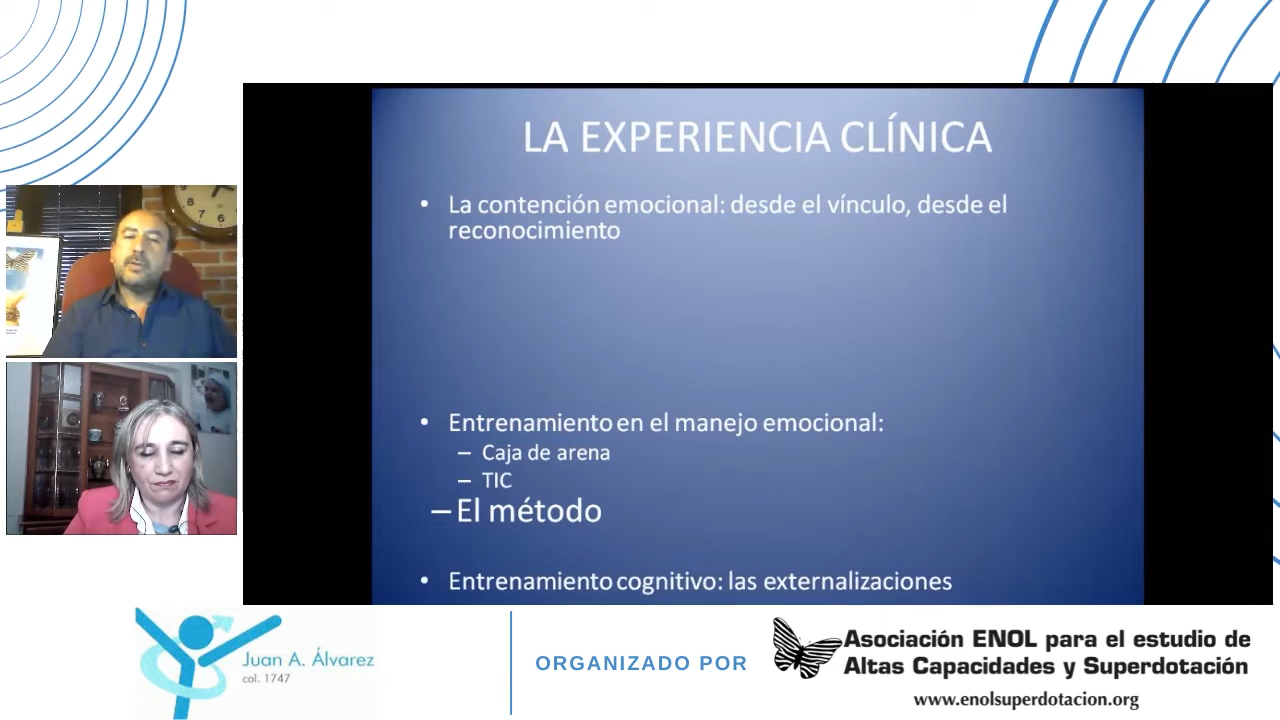 LA EXPERIENCIA CLÍNICA
• La contención emocional: desde el vínculo, desde el
reconocimiento
• Entrenamiento en el manejo emocional:
– Caja de arena
– TIC
– El método
• Entrenamiento cognitivo: las externalizaciones
Juan A. Álvarez
col. 1747
ORGANIZADO POR
Asociación ENOL para el estudio de
Altas Capacidades y Superdotación
www.enolsuperdotacion.org